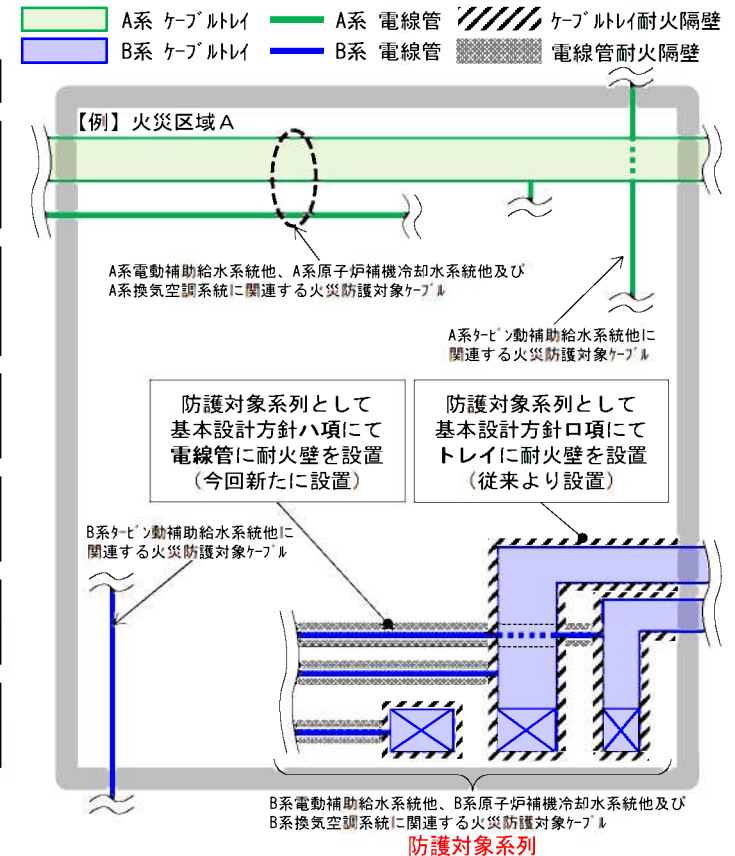 A系 ケーブルトレイ A系 電線管 ケーブルトレイ耐火隔壁
B系 ケーブルトレイ B系 電線管 電線管耐火隔壁
【例】火災区域A
A系電動補助給水系統他、A系原子炉補機冷却水系統他及び
A系換気空調系統に関連する火災防護対象ケーブル
A系タービン動補助給水系統他に
関連する火災防護対象ケーブル
防護対象系列として
基本設計方針ハ項にて
電線管に耐火壁を設置
(今回新たに設置)
防護対象系列として
基本設計方針ロ項にて
トレイに耐火壁を設置
(従来より設置)
B系タービン動補助給水系統他に
関連する火災防護対象ケーブル
B系電動補助給水系統他、B系原子炉補機冷却水系統他及び
B系換気空調系統に関連する火災防護対象ケーブル
防護対象系列